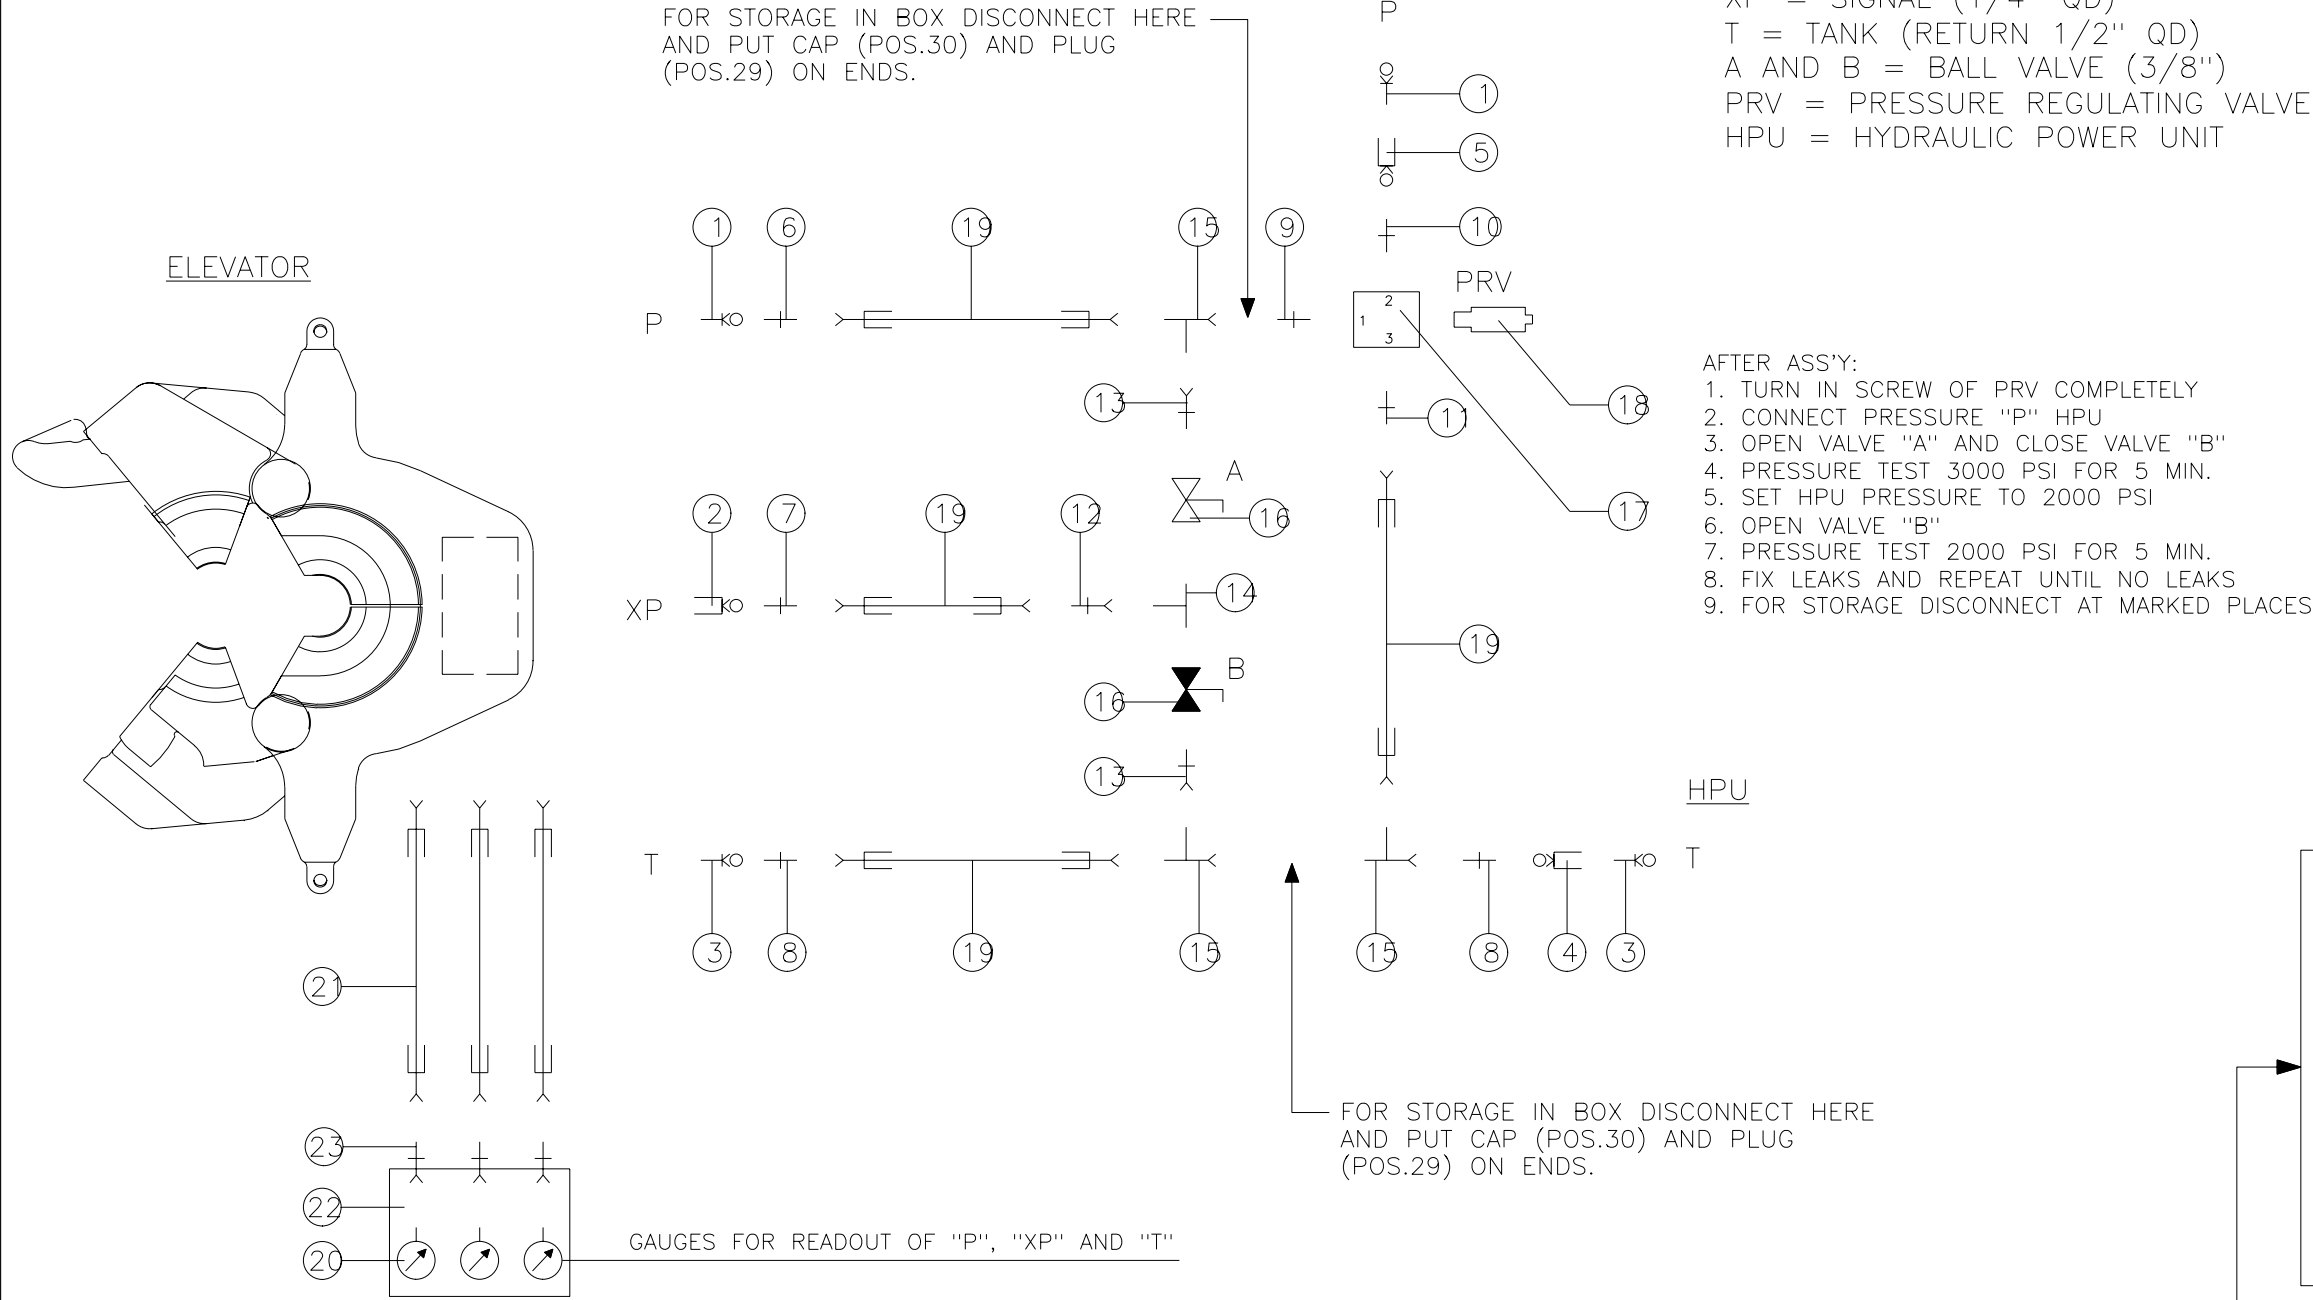 FOR STORAGE IN BOX DISCONNECT HERE
AND PUT CAP (POS.30) AND PLUG
(POS.29) ON ENDS.
P
XP = SIGNAL (1/4" QD)
T = TANK (RETURN 1/2" QD)
A AND B = BALL VALVE (3/8")
PRV = PRESSURE REGULATING VALVE
HPU = HYDRAULIC POWER UNIT
1
5
10
1 6 19 15 9
ELEVATOR
PRV
P
2
1
3
AFTER ASS'Y:
1. TURN IN SCREW OF PRV COMPLETELY
2. CONNECT PRESSURE "P" HPU
3. OPEN VALVE "A" AND CLOSE VALVE "B"
4. PRESSURE TEST 3000 PSI FOR 5 MIN.
5. SET HPU PRESSURE TO 2000 PSI
6. OPEN VALVE "B"
7. PRESSURE TEST 2000 PSI FOR 5 MIN.
8. FIX LEAKS AND REPEAT UNTIL NO LEAKS
9. FOR STORAGE DISCONNECT AT MARKED PLACES
13
11
18
17
A
2 7 19 12 16
XP
14
19
B
16
13
HPU
T
T
3 8 19 15 15 8 4 3
21
23
22
20
FOR STORAGE IN BOX DISCONNECT HERE
AND PUT CAP (POS.30) AND PLUG
(POS.29) ON ENDS.
GAUGES FOR READOUT OF "P", "XP" AND "T"